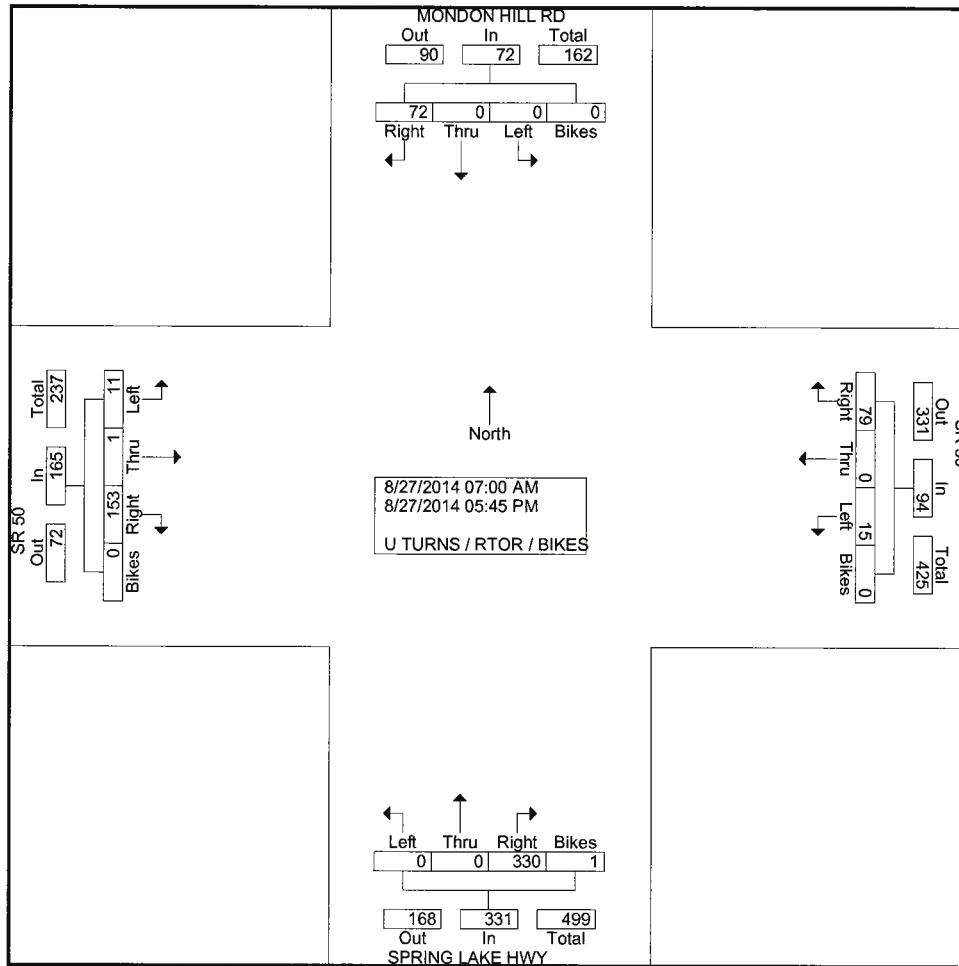 MONDON HILL RD
Out In Total
90 72 162
72 0 0 0
Right Thru Left Bikes
SR 50
Total In Out
237 165 72
11 1 153 0
Left Thru Right Bikes
North
8/27/2014 07:00 AM
8/27/2014 05:45 PM
U TURNS / RTOR / BIKES
Right Thru Left Bikes
79 0 15 0
Out In Total
331 94 425
Left Thru Right Bikes
0 0 330 1
168 331 499
Out In Total
SPRING LAKE HWY